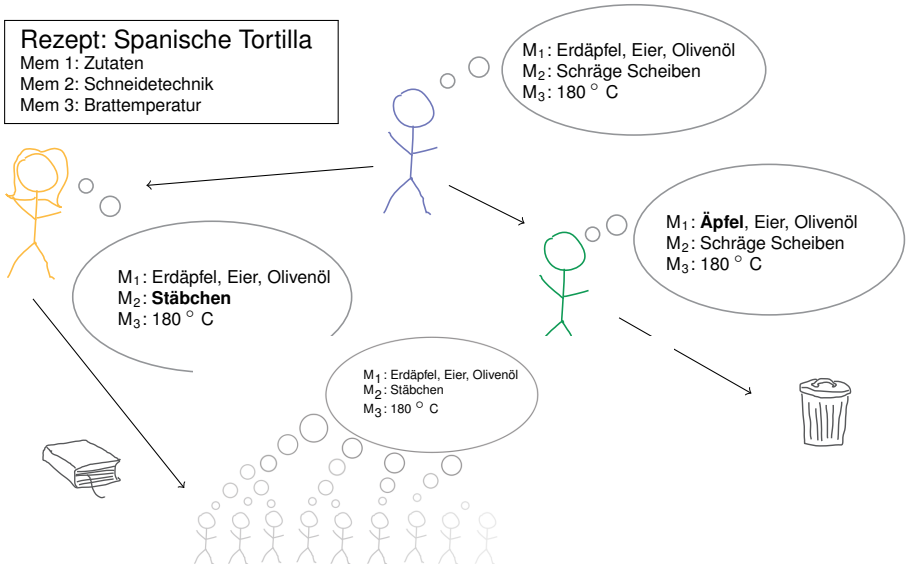 Rezept: Spanische Tortilla
Mem 1: Zutaten
Mem 2: Schneidetechnik
Mem 3: Brattemperatur
M₁: Erdäpfel, Eier, Olivenöl
M₂: Schräge Scheiben
M₃: 180 ° C
M₁: Äpfel, Eier, Olivenöl
M₂: Schräge Scheiben
M₃: 180 ° C
M₁: Erdäpfel, Eier, Olivenöl
M₂: Stäbchen
M₃: 180 ° C
M₁: Erdäpfel, Eier, Olivenöl
M₂: Stäbchen
M₃: 180 ° C